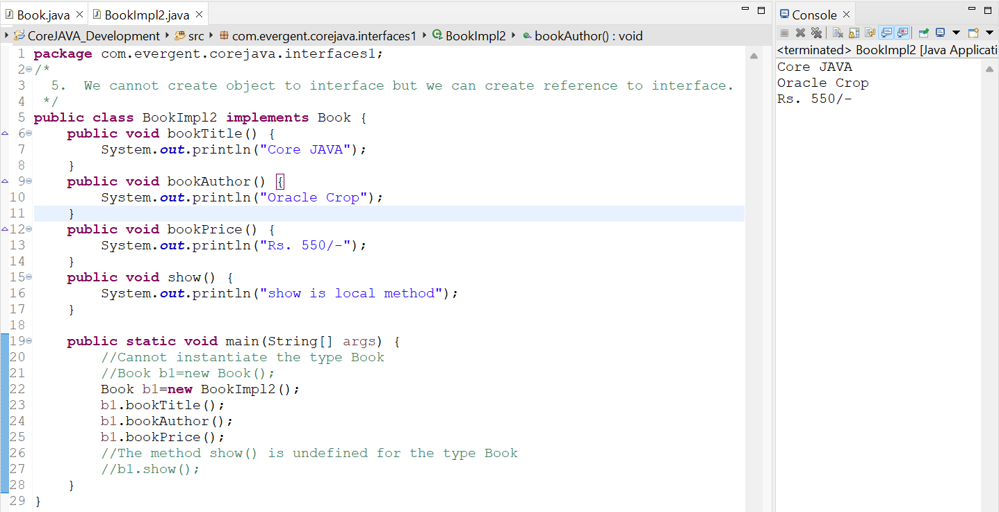 Book.java BookImpl2.java
CoreJAVA_Development src com.evergent.corejava.interfaces1 BookImpl2 bookAuthor() : void
1 package com.evergent.corejava.interfaces1;
2 /*
3 5. We cannot create object to interface but we can create reference to interface.
4 */
5 public class BookImpl2 implements Book {
6 public void bookTitle() {
7 System.out.println("Core JAVA");
8 }
9 public void bookAuthor() {
10 System.out.println("Oracle Crop");
11 }
12 public void bookPrice() {
13 System.out.println("Rs. 550/-");
14 }
15 public void show() {
16 System.out.println("show is local method");
17 }
18
19 public static void main(String[] args) {
20 //Cannot instantiate the type Book
21 //Book b1=new Book();
22 Book b1=new BookImpl2();
23 b1.bookTitle();
24 b1.bookAuthor();
25 b1.bookPrice();
26 //The method show() is undefined for the type Book
27 //b1.show();
28 }
29 }
Console
<terminated> BookImpl2 [Java Applicati
Core JAVA
Oracle Crop
Rs. 550/-